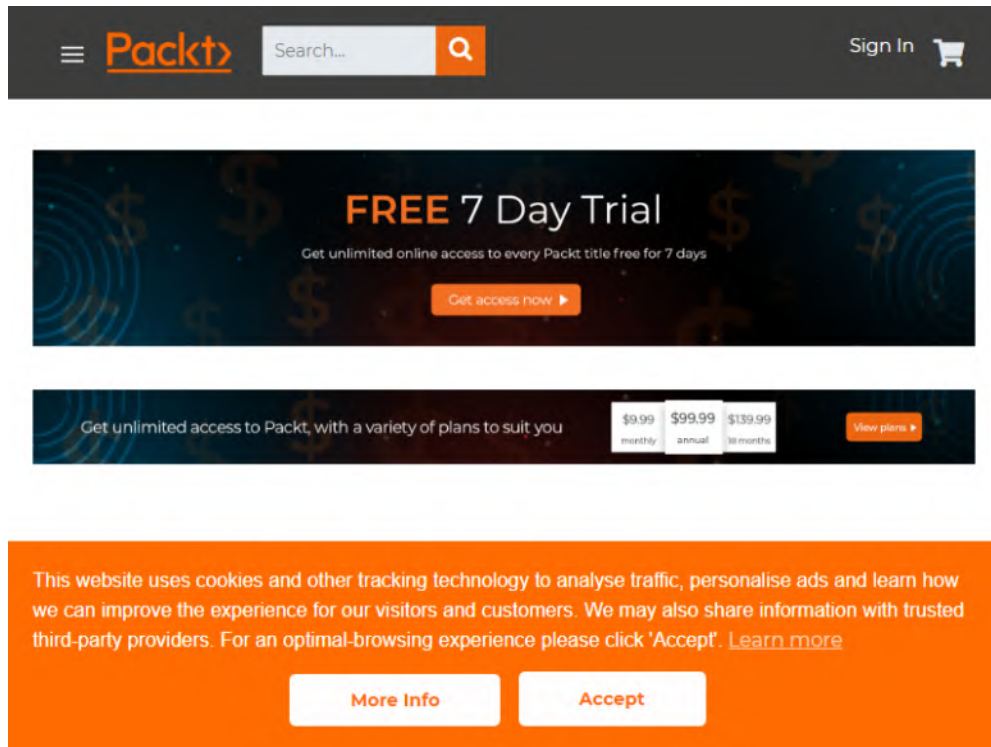 Packt>
Search...
Sign In
FREE 7 Day Trial
Get unlimited online access to every Packt title free for 7 days
Get access now
Get unlimited access to Packt, with a variety of plans to suit you
$9.99 $99.99 $139.99
monthly annual 18 months
View plans
This website uses cookies and other tracking technology to analyse traffic, personalise ads and learn how
we can improve the experience for our visitors and customers. We may also share information with trusted
third-party providers. For an optimal-browsing experience please click 'Accept'. Learn more
More Info
Accept